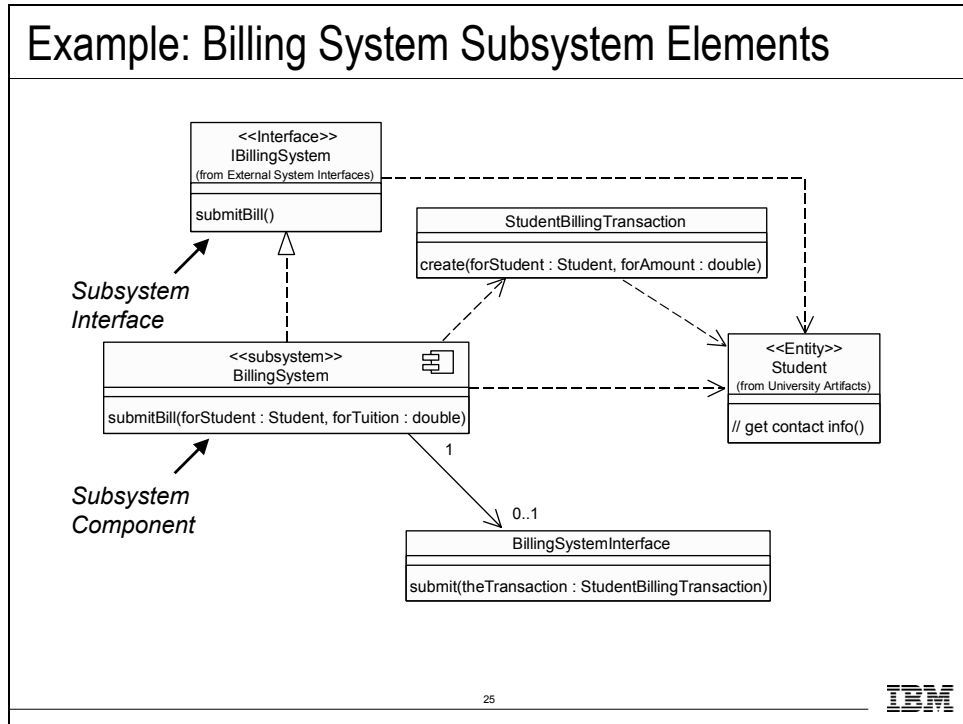 Example: Billing System Subsystem Elements
<<Interface>>
IBillingSystem
(from External System Interfaces)
submitBill()
StudentBillingTransaction
create(forStudent : Student, forAmount : double)
Subsystem
Interface
<<subsystem>>
BillingSystem
submitBill(forStudent : Student, forTuition : double)
<<Entity>>
Student
(from University Artifacts)
// get contact info()
Subsystem
Component
1
0..1
BillingSystemInterface
submit(theTransaction : StudentBillingTransaction)
25
IBM